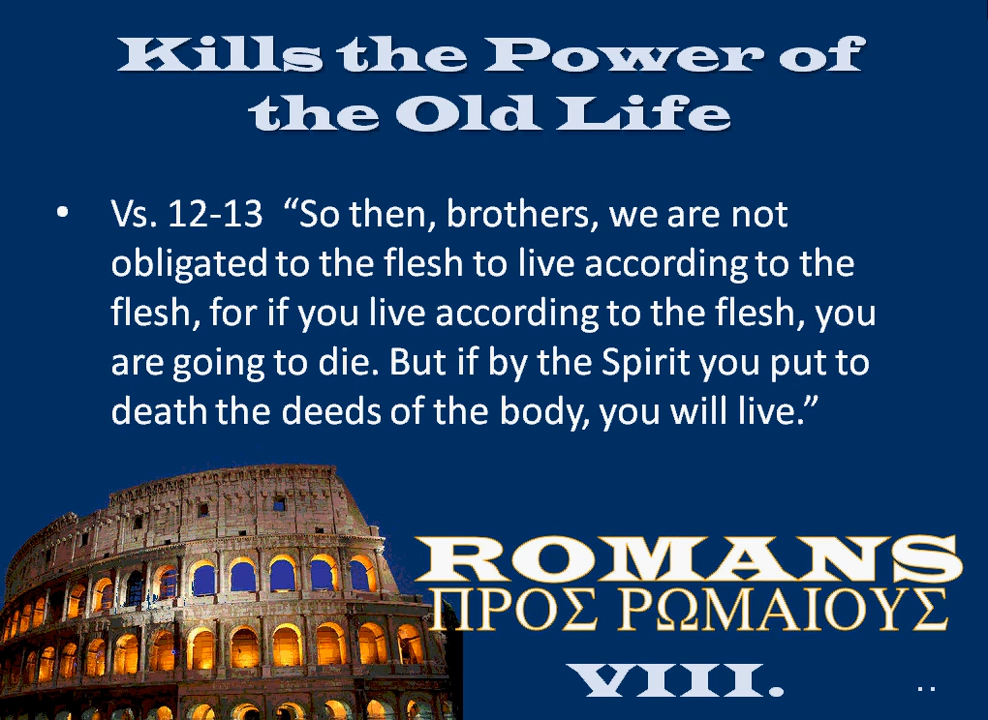 Kills the Power of
the Old Life
• Vs. 12-13 “So then, brothers, we are not
obligated to the flesh to live according to the
flesh, for if you live according to the flesh, you
are going to die. But if by the Spirit you put to
death the deeds of the body, you will live.”
ROMANS
ΠΡΟΣ ΡΩΜΑΙΟΥΣ
VIII.
..